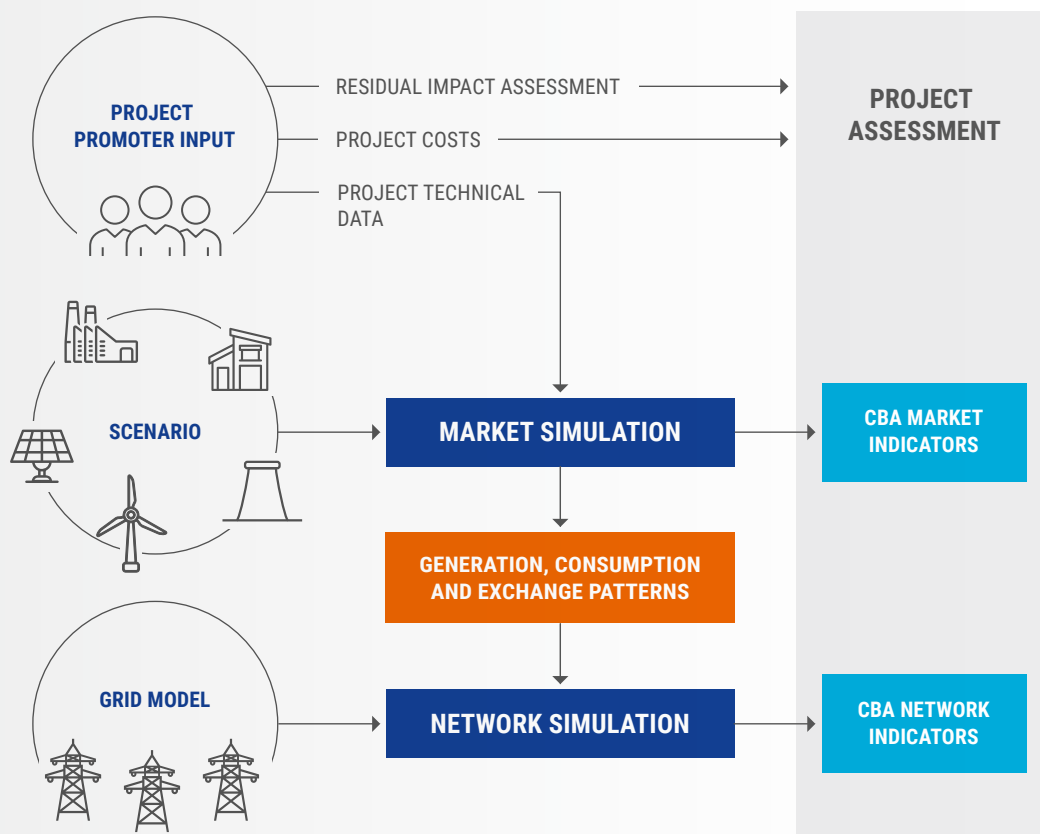 PROJECT
PROMOTER INPUT
RESIDUAL IMPACT ASSESSMENT
PROJECT COSTS
PROJECT TECHNICAL
DATA
PROJECT
ASSESSMENT
SCENARIO
MARKET SIMULATION
CBA MARKET
INDICATORS
GENERATION, CONSUMPTION
AND EXCHANGE PATTERNS
GRID MODEL
NETWORK SIMULATION
CBA NETWORK
INDICATORS